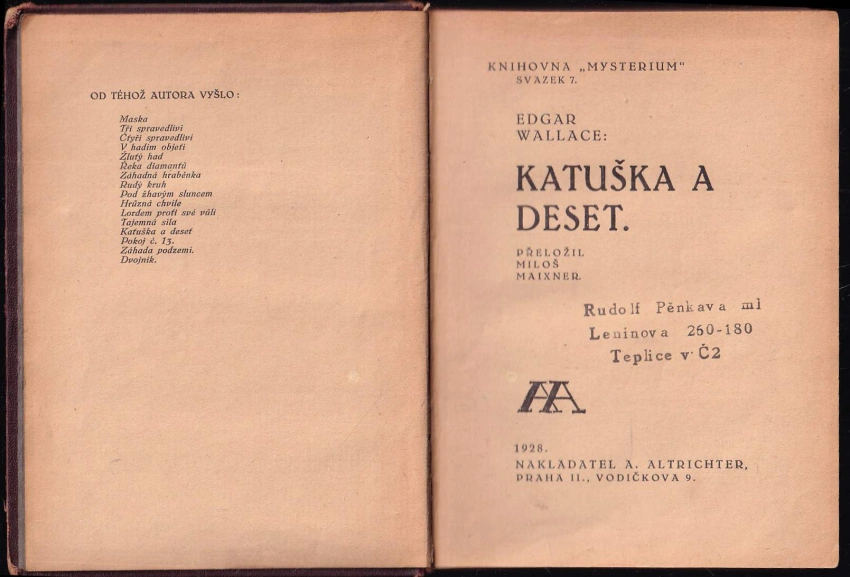 OD TÉHOŽ AUTORA VYŠLO:
Maska
Tři spravedliví
Čtyři spravedliví
V hadím objetí
Žlutý had
Řeka diamantů
Záhadná hraběnka
Rudý kruh
Pod žhavým sluncem
Hrůzná chvíle
Lordem proti své vůli
Tajemná síla
Katuška a deset
Pokoj č. 13.
Záhada podzemí.
Dvojník.
KNIHOVNA „MYSTERIUM“
SVAZEK 7.
EDGAR
WALLACE:
KATUŠKA A
DESET.
PŘELOŽIL
MILOŠ
MAIXNER.
Rudolf Pěnkava ml
Leninova 260-180
Teplice v Č2
AA
1928.
NAKLADATEL A. ALTRICHTER,
PRAHA II., VODIČKOVA 9.